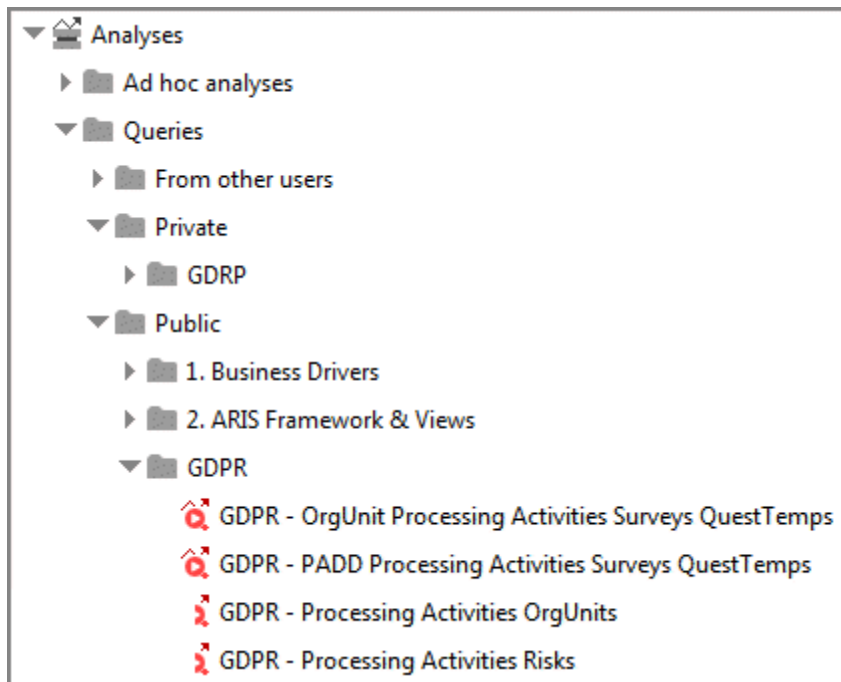 Analyses
Ad hoc analyses
Queries
From other users
Private
GDRP
Public
1. Business Drivers
2. ARIS Framework & Views
GDPR
GDPR - OrgUnit Processing Activities Surveys QuestTemps
GDPR - PADD Processing Activities Surveys QuestTemps
GDPR - Processing Activities OrgUnits
GDPR - Processing Activities Risks